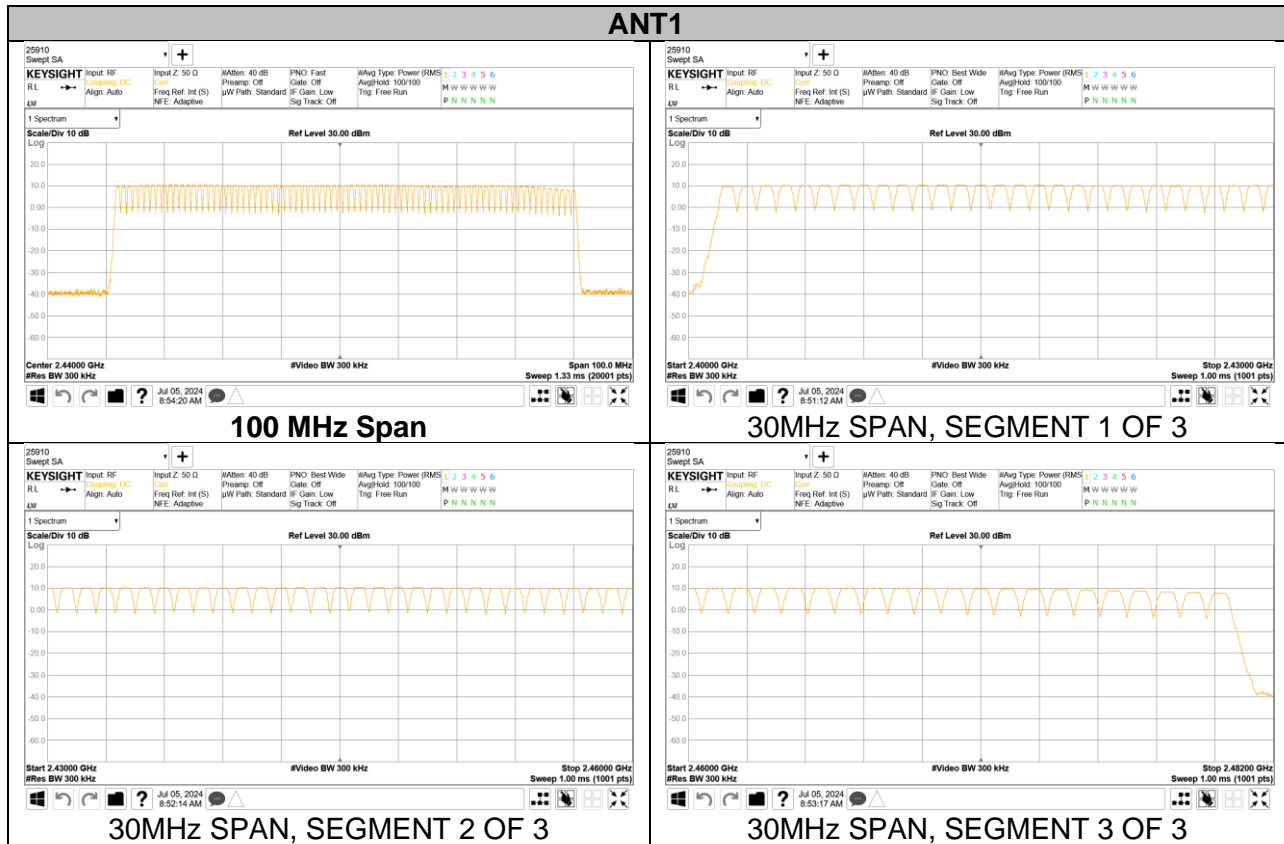 ANT1
25910
Swept SA
+
KEYSIGHT Input: RF Input Z: 50 Ω #Atten: 40 dB PNO: Fast #Avg Type: Power (RMS 1 2 3 4 5 6
RL Coupling: DC Corr Preamp: Off Gate: Off Avg|Hold: 100/100 M W W W W W
Align: Auto Freq Ref: Int (S) µW Path: Standard IF Gain: Low Trig: Free Run
LXI NFE: Adaptive Sig Track: Off P N N N N N
1 Spectrum
Scale/Div 10 dB Ref Level 30.00 dBm
Log
20.0
10.0
0.00
-10.0
-20.0
-30.0
-40.0
-50.0
-60.0
Center 2.44000 GHz #Video BW 300 kHz Span 100.0 MHz
#Res BW 300 kHz Sweep 1.33 ms (20001 pts)
? Jul 05, 2024
8:54:20 AM
100 MHz Span
25910
Swept SA
+
KEYSIGHT Input: RF Input Z: 50 Ω #Atten: 40 dB PNO: Best Wide #Avg Type: Power (RMS 1 2 3 4 5 6
RL Coupling: DC Corr Preamp: Off Gate: Off Avg|Hold: 100/100 M W W W W W
Align: Auto Freq Ref: Int (S) µW Path: Standard IF Gain: Low Trig: Free Run
LXI NFE: Adaptive Sig Track: Off P N N N N N
1 Spectrum
Scale/Div 10 dB Ref Level 30.00 dBm
Log
20.0
10.0
0.00
-10.0
-20.0
-30.0
-40.0
-50.0
-60.0
Start 2.40000 GHz #Video BW 300 kHz Stop 2.43000 GHz
#Res BW 300 kHz Sweep 1.00 ms (1001 pts)
? Jul 05, 2024
8:51:12 AM
30MHz SPAN, SEGMENT 1 OF 3
25910
Swept SA
+
KEYSIGHT Input: RF Input Z: 50 Ω #Atten: 40 dB PNO: Best Wide #Avg Type: Power (RMS 1 2 3 4 5 6
RL Coupling: DC Corr Preamp: Off Gate: Off Avg|Hold: 100/100 M W W W W W
Align: Auto Freq Ref: Int (S) µW Path: Standard IF Gain: Low Trig: Free Run
LXI NFE: Adaptive Sig Track: Off P N N N N N
1 Spectrum
Scale/Div 10 dB Ref Level 30.00 dBm
Log
20.0
10.0
0.00
-10.0
-20.0
-30.0
-40.0
-50.0
-60.0
Start 2.43000 GHz #Video BW 300 kHz Stop 2.46000 GHz
#Res BW 300 kHz Sweep 1.00 ms (1001 pts)
? Jul 05, 2024
8:52:14 AM
30MHz SPAN, SEGMENT 2 OF 3
25910
Swept SA
+
KEYSIGHT Input: RF Input Z: 50 Ω #Atten: 40 dB PNO: Best Wide #Avg Type: Power (RMS 1 2 3 4 5 6
RL Coupling: DC Corr Preamp: Off Gate: Off Avg|Hold: 100/100 M W W W W W
Align: Auto Freq Ref: Int (S) µW Path: Standard IF Gain: Low Trig: Free Run
LXI NFE: Adaptive Sig Track: Off P N N N N N
1 Spectrum
Scale/Div 10 dB Ref Level 30.00 dBm
Log
20.0
10.0
0.00
-10.0
-20.0
-30.0
-40.0
-50.0
-60.0
Start 2.46000 GHz #Video BW 300 kHz Stop 2.48200 GHz
#Res BW 300 kHz Sweep 1.00 ms (1001 pts)
? Jul 05, 2024
8:53:17 AM
30MHz SPAN, SEGMENT 3 OF 3